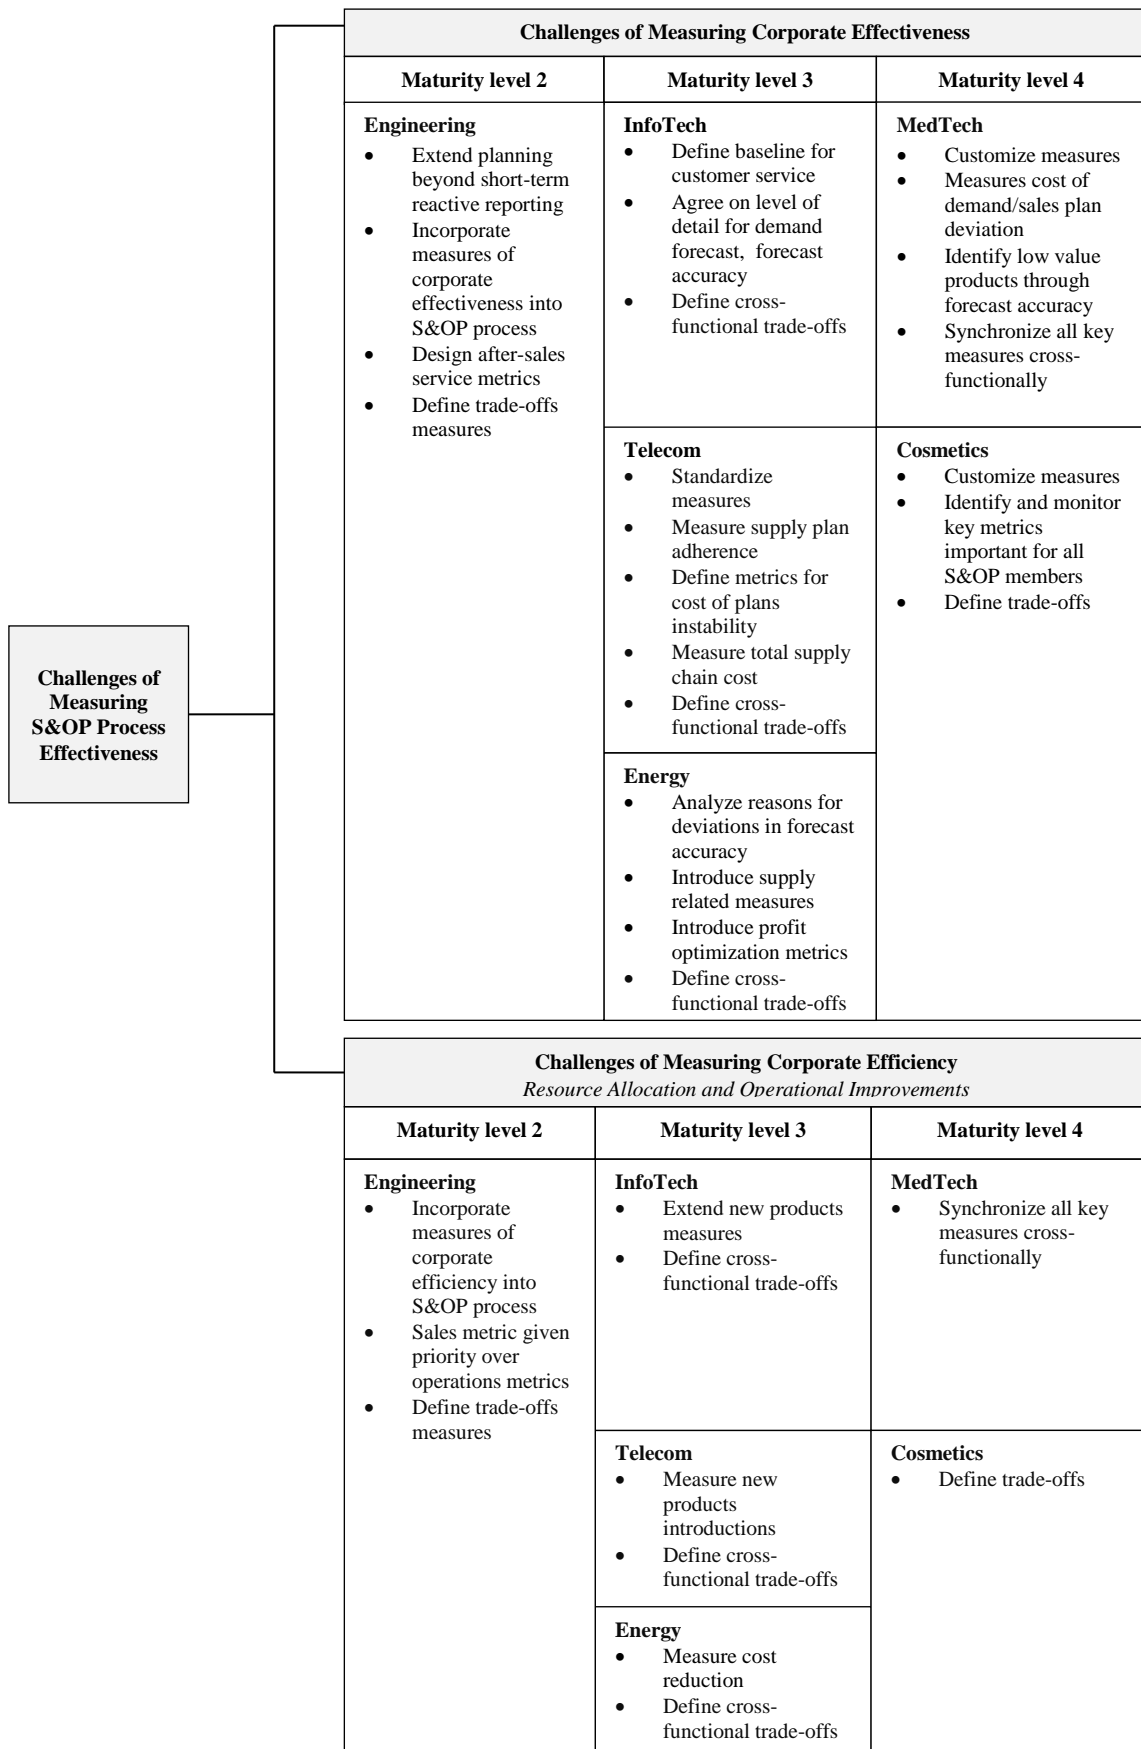 Challenges of
Measuring
S&OP Process
Effectiveness
Challenges of Measuring Corporate Effectiveness
Maturity level 2
Maturity level 3
Maturity level 4
Engineering
• Extend planning
beyond short-term
reactive reporting
• Incorporate
measures of
corporate
effectiveness into
S&OP process
• Design after-sales
service metrics
• Define trade-offs
measures
InfoTech
• Define baseline for
customer service
• Agree on level of
detail for demand
forecast,  forecast
accuracy
• Define cross-
functional trade-offs
Telecom
• Standardize
measures
• Measure supply plan
adherence
• Define metrics for
cost of plans
instability
• Measure total supply
chain cost
• Define cross-
functional trade-offs
Energy
• Analyze reasons for
deviations in forecast
accuracy
• Introduce supply
related measures
• Introduce profit
optimization metrics
• Define cross-
functional trade-offs
MedTech
• Customize measures
• Measures cost of
demand/sales plan
deviation
• Identify low value
products through
forecast accuracy
• Synchronize all key
measures cross-
functionally
Cosmetics
• Customize measures
• Identify and monitor
key metrics
important for all
S&OP members
• Define trade-offs
Challenges of Measuring Corporate Efficiency
Resource Allocation and Operational Improvements
Maturity level 2
Maturity level 3
Maturity level 4
Engineering
• Incorporate
measures of
corporate
efficiency into
S&OP process
• Sales metric given
priority over
operations metrics
• Define trade-offs
measures
InfoTech
• Extend new products
measures
• Define cross-
functional trade-offs
Telecom
• Measure new
products
introductions
• Define cross-
functional trade-offs
Energy
• Measure cost
reduction
• Define cross-
functional trade-offs
MedTech
• Synchronize all key
measures cross-
functionally
Cosmetics
• Define trade-offs